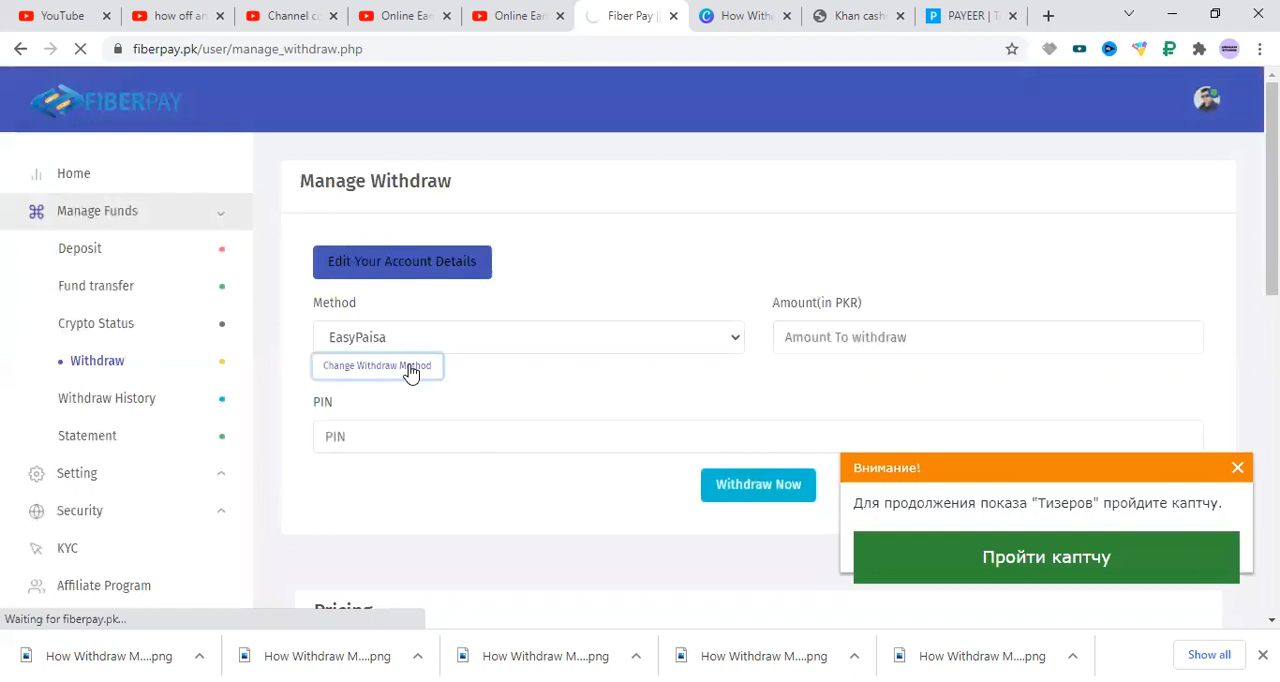 YouTube
how off an
Channel co
Online Ear
Online Ear
Fiber Pay |
How With
Khan cash
PAYEER | T
fiberpay.pk/user/manage_withdraw.php
FIBERPAY
Home
Manage Funds
Deposit
Fund transfer
Crypto Status
Withdraw
Withdraw History
Statement
Setting
Security
KYC
Affiliate Program
Manage Withdraw
Edit Your Account Details
Method
Amount(in PKR)
EasyPaisa
Amount To withdraw
Change Withdraw Method
PIN
PIN
Withdraw Now
Внимание!
Для продолжения показа "Тизеров" пройдите каптчу.
Пройти каптчу
Pricing
Waiting for fiberpay.pk...
How Withdraw M....png
How Withdraw M....png
How Withdraw M....png
How Withdraw M....png
How Withdraw M....png
Show all